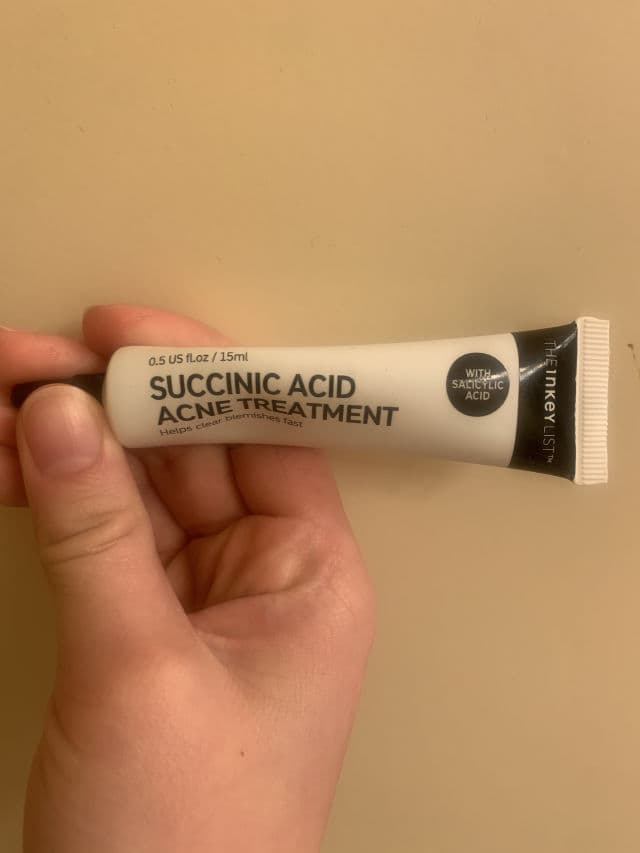 0.5 US fl.oz / 15ml
SUCCINIC ACID
ACNE TREATMENT
Helps clear blemishes fast
WITH
SALICYLIC
ACID
THE INKEY LIST™